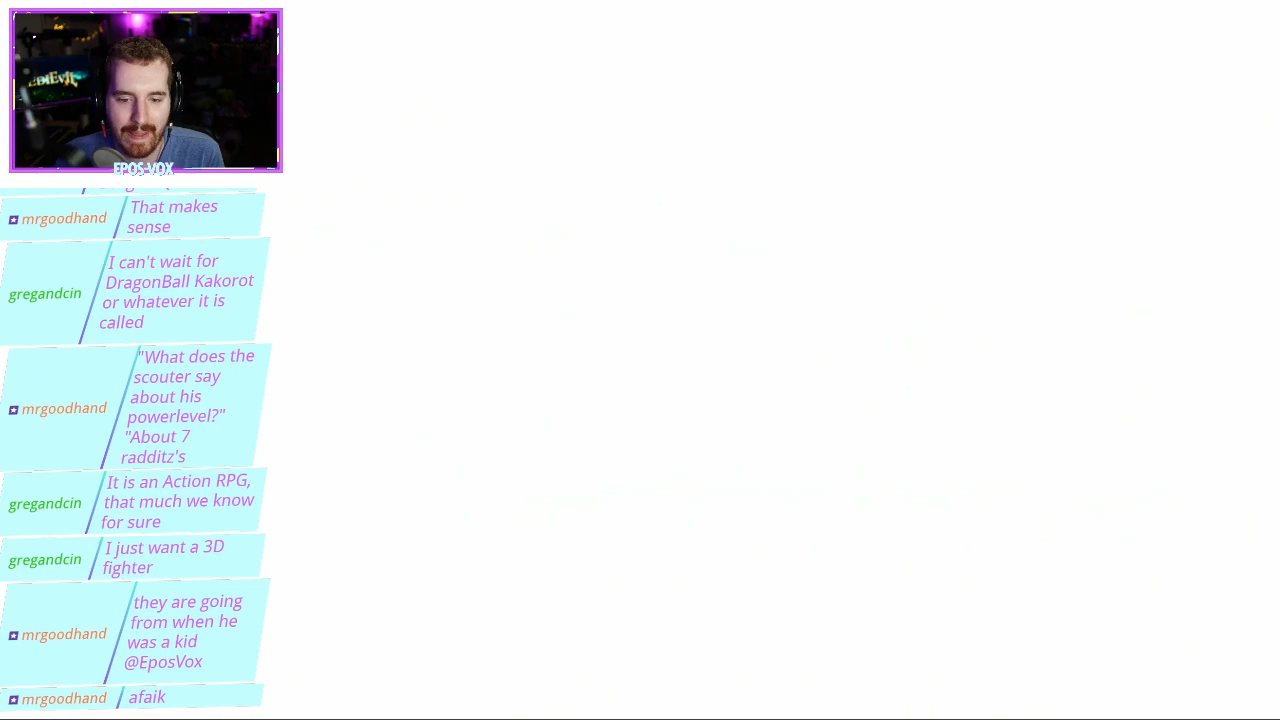 EDIEVIL
EPOS VOX
mrgoodhand
That makes
sense
gregandcin
I can't wait for
DragonBall Kakorot
or whatever it is
called
mrgoodhand
"What does the
scouter say
about his
powerlevel?"
"About 7
radditz's
gregandcin
It is an Action RPG,
that much we know
for sure
gregandcin
I just want a 3D
fighter
mrgoodhand
they are going
from when he
was a kid
@EposVox
mrgoodhand
afaik